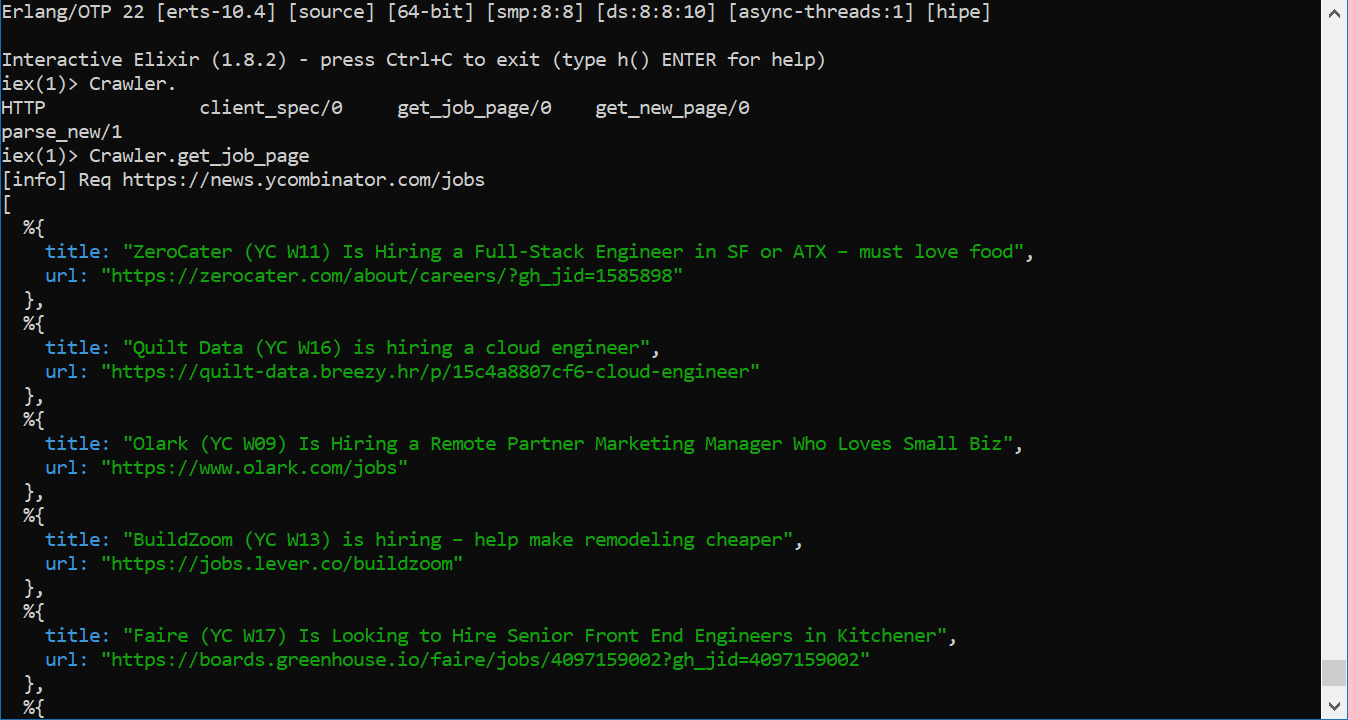 Erlang/OTP 22 [erts-10.4] [source] [64-bit] [smp:8:8] [ds:8:8:10] [async-threads:1] [hipe]

Interactive Elixir (1.8.2) - press Ctrl+C to exit (type h() ENTER for help)
iex(1)> Crawler.
HTTP              client_spec/0     get_job_page/0    get_new_page/0
parse_new/1
iex(1)> Crawler.get_job_page
[info] Req https://news.ycombinator.com/jobs
[
  %{
    title: "ZeroCater (YC W11) Is Hiring a Full-Stack Engineer in SF or ATX – must love food",
    url: "https://zerocater.com/about/careers/?gh_jid=1585898"
  },
  %{
    title: "Quilt Data (YC W16) is hiring a cloud engineer",
    url: "https://quilt-data.breezy.hr/p/15c4a8807cf6-cloud-engineer"
  },
  %{
    title: "Olark (YC W09) Is Hiring a Remote Partner Marketing Manager Who Loves Small Biz",
    url: "https://www.olark.com/jobs"
  },
  %{
    title: "BuildZoom (YC W13) is hiring – help make remodeling cheaper",
    url: "https://jobs.lever.co/buildzoom"
  },
  %{
    title: "Faire (YC W17) Is Looking to Hire Senior Front End Engineers in Kitchener",
    url: "https://boards.greenhouse.io/faire/jobs/4097159002?gh_jid=4097159002"
  },
  %{